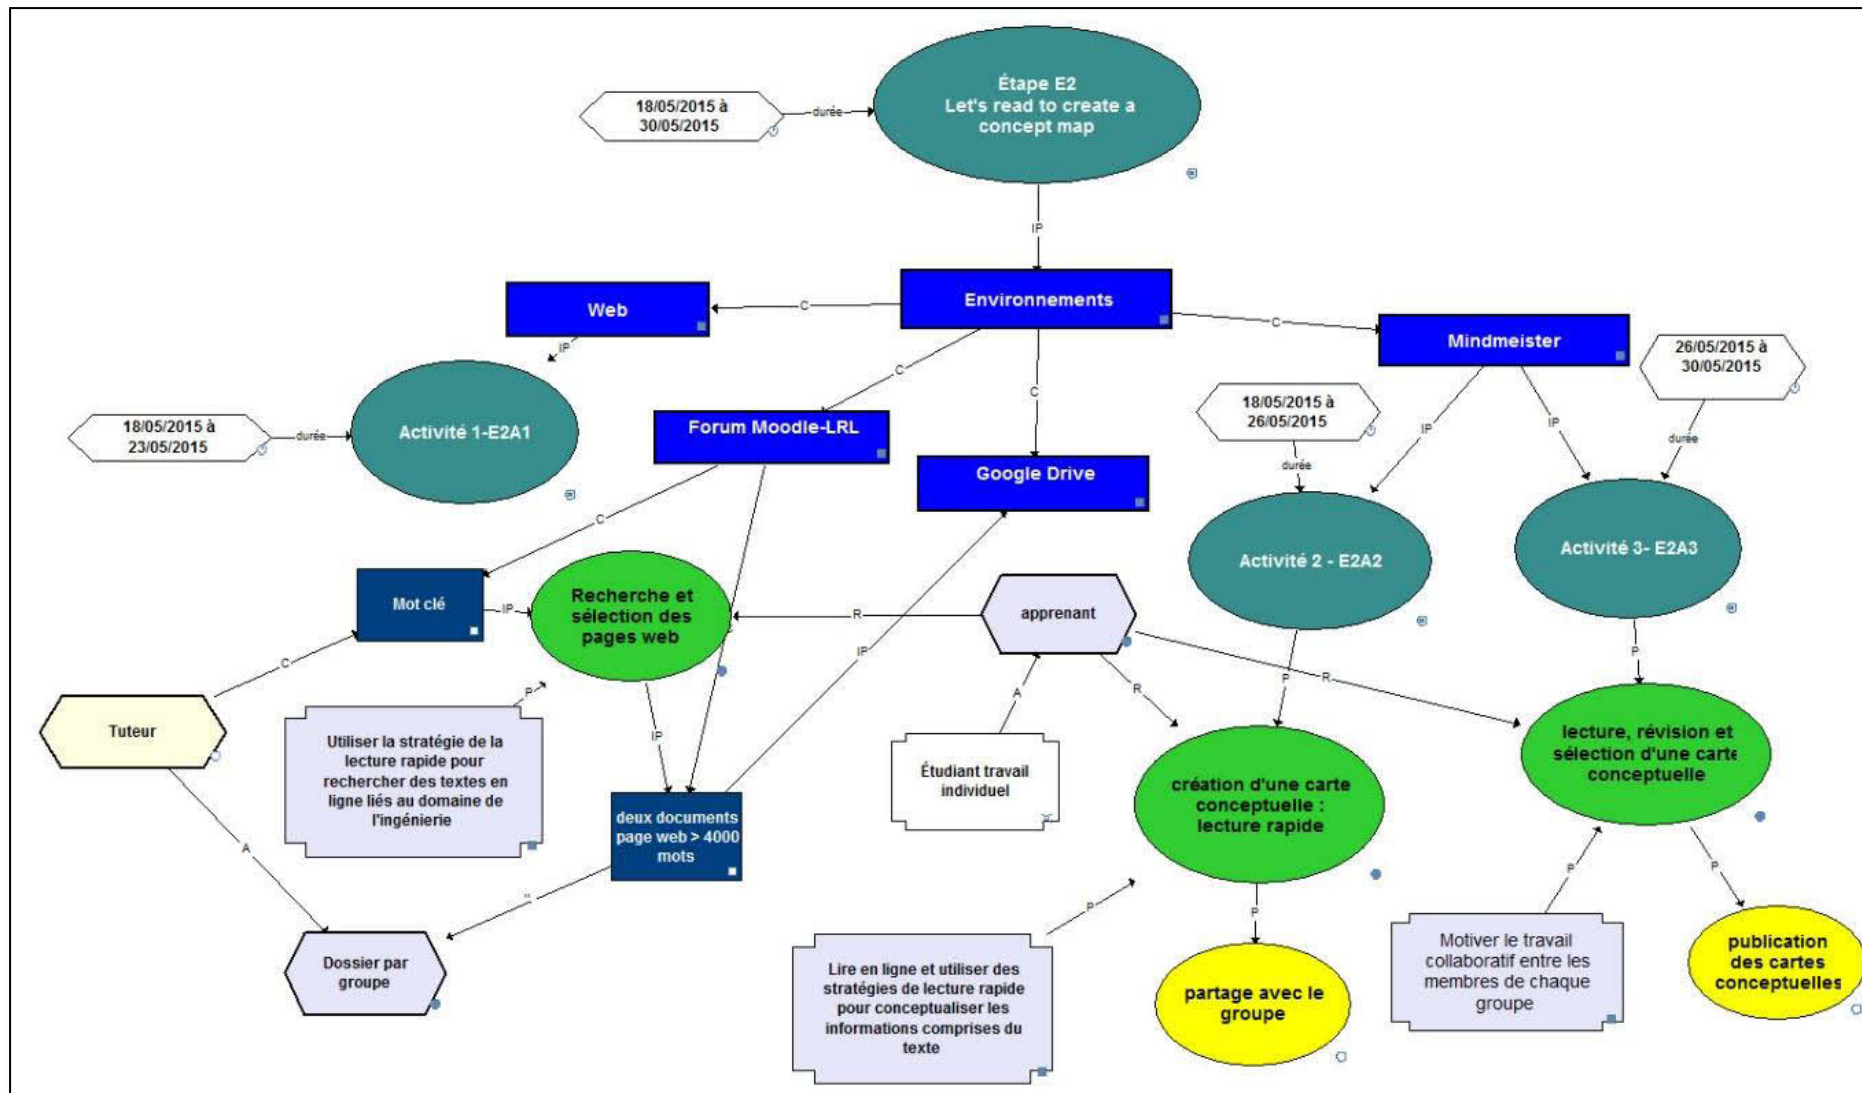 Étape E2
Let's read to create a
concept map
18/05/2015 à
30/05/2015
durée
IP
Environnements
Web
C
C
C
C
Mindmeister
26/05/2015 à
30/05/2015
IP
18/05/2015 à
23/05/2015
durée
Activité 1-E2A1
Forum Moodle-LRL
Google Drive
18/05/2015 à
26/05/2015
durée
IP
IP
durée
Activité 2 - E2A2
Activité 3- E2A3
C
Mot clé
IP
Recherche et
sélection des
pages web
R
apprenant
IP
C
Tuteur
P
Utiliser la stratégie de la
lecture rapide pour
rechercher des textes en
ligne liés au domaine de
l'ingénierie
IP
A
R
P
R
P
Étudiant travail
individuel
création d'une carte
conceptuelle :
lecture rapide
lecture, révision et
sélection d'une carte
conceptuelle
deux documents
page web > 4000
mots
A
Dossier par
groupe
P
P
P
P
Lire en ligne et utiliser des
stratégies de lecture rapide
pour conceptualiser les
informations comprises du
texte
partage avec le
groupe
Motiver le travail
collaboratif entre les
membres de chaque
groupe
publication
des cartes
conceptuelles